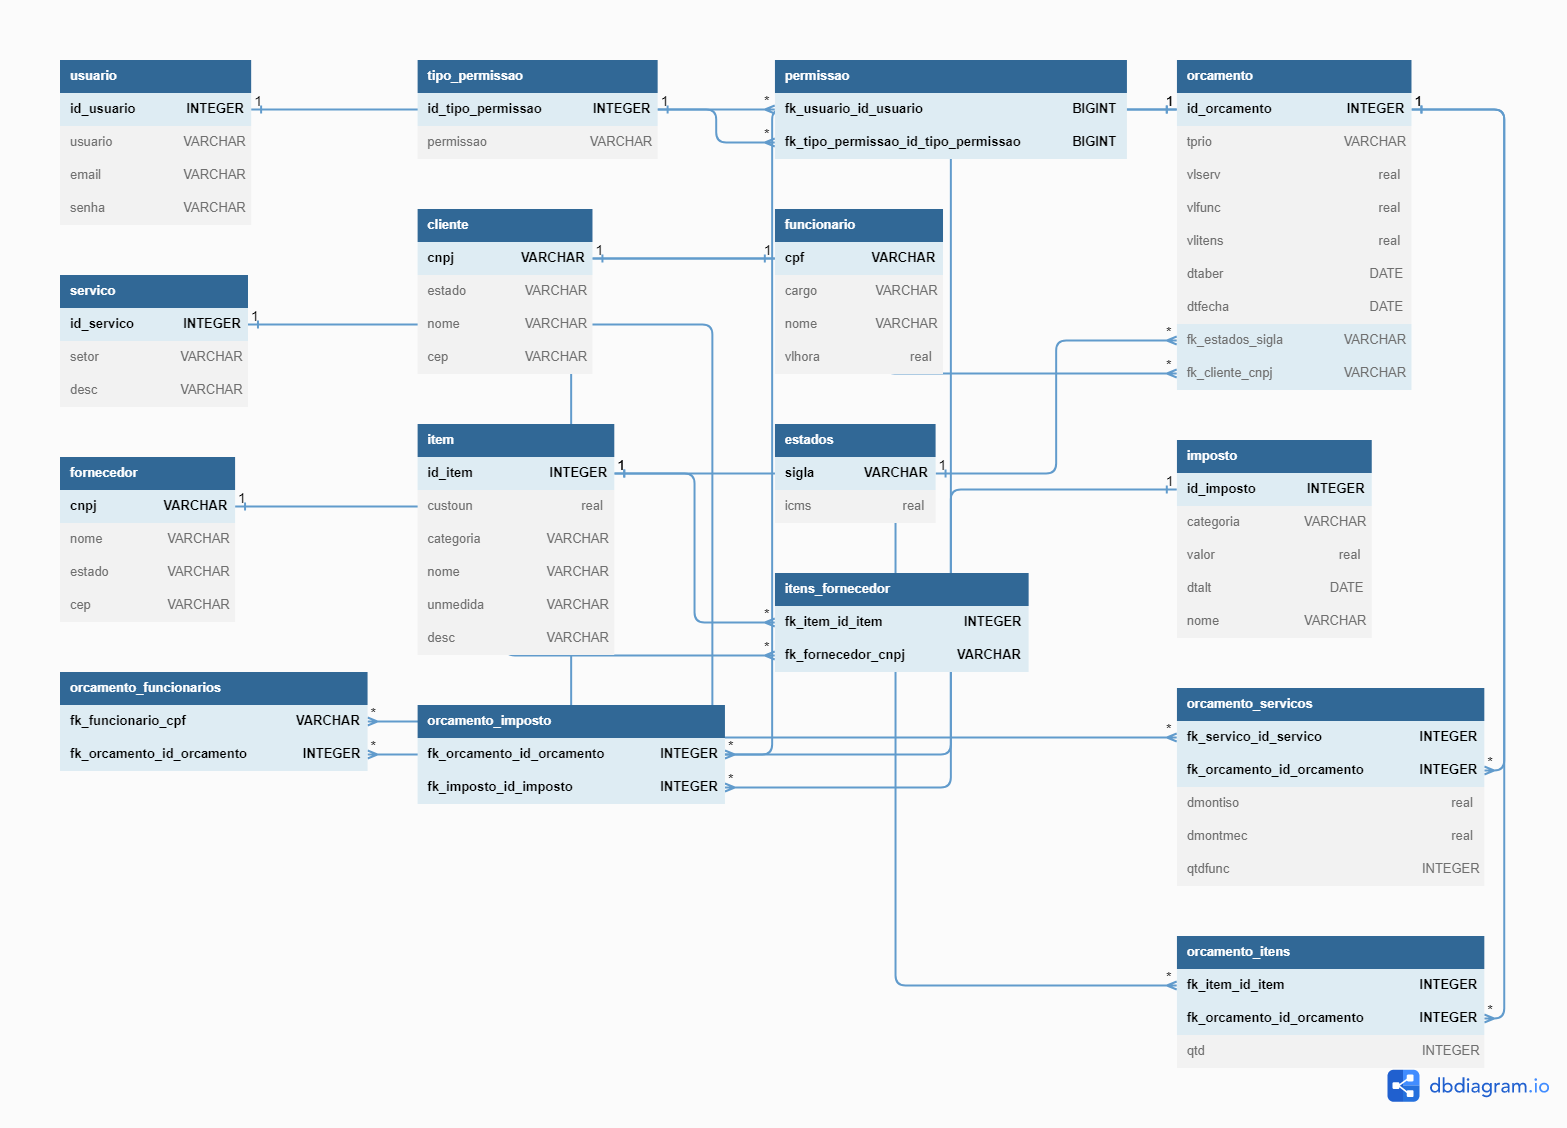 usuario
id_usuario INTEGER
usuario VARCHAR
email VARCHAR
senha VARCHAR
servico
id_servico INTEGER
setor VARCHAR
desc VARCHAR
fornecedor
cnpj VARCHAR
nome VARCHAR
estado VARCHAR
cep VARCHAR
orcamento_funcionarios
fk_funcionario_cpf VARCHAR
fk_orcamento_id_orcamento INTEGER
tipo_permissao
id_tipo_permissao INTEGER
permissao VARCHAR
cliente
cnpj VARCHAR
estado VARCHAR
nome VARCHAR
cep VARCHAR
item
id_item INTEGER
custoun real
categoria VARCHAR
nome VARCHAR
unmedida VARCHAR
desc VARCHAR
orcamento_imposto
fk_orcamento_id_orcamento INTEGER
fk_imposto_id_imposto INTEGER
permissao
fk_usuario_id_usuario BIGINT
fk_tipo_permissao_id_tipo_permissao BIGINT
funcionario
cpf VARCHAR
cargo VARCHAR
nome VARCHAR
vlhora real
estados
sigla VARCHAR
icms real
itens_fornecedor
fk_item_id_item INTEGER
fk_fornecedor_cnpj VARCHAR
orcamento
id_orcamento INTEGER
tprio VARCHAR
vlserv real
vlfunc real
vlitens real
dtaber DATE
dtfecha DATE
fk_estados_sigla VARCHAR
fk_cliente_cnpj VARCHAR
imposto
id_imposto INTEGER
categoria VARCHAR
valor real
dtalt DATE
nome VARCHAR
orcamento_servicos
fk_servico_id_servico INTEGER
fk_orcamento_id_orcamento INTEGER
dmontiso real
dmontmec real
qtdfunc INTEGER
orcamento_itens
fk_item_id_item INTEGER
fk_orcamento_id_orcamento INTEGER
qtd INTEGER
1
1
1
*
*
1
*
*
1
1
1
*
*
*
*
1
1
1
*
*
1
*
*
*
*
dbdiagram.io